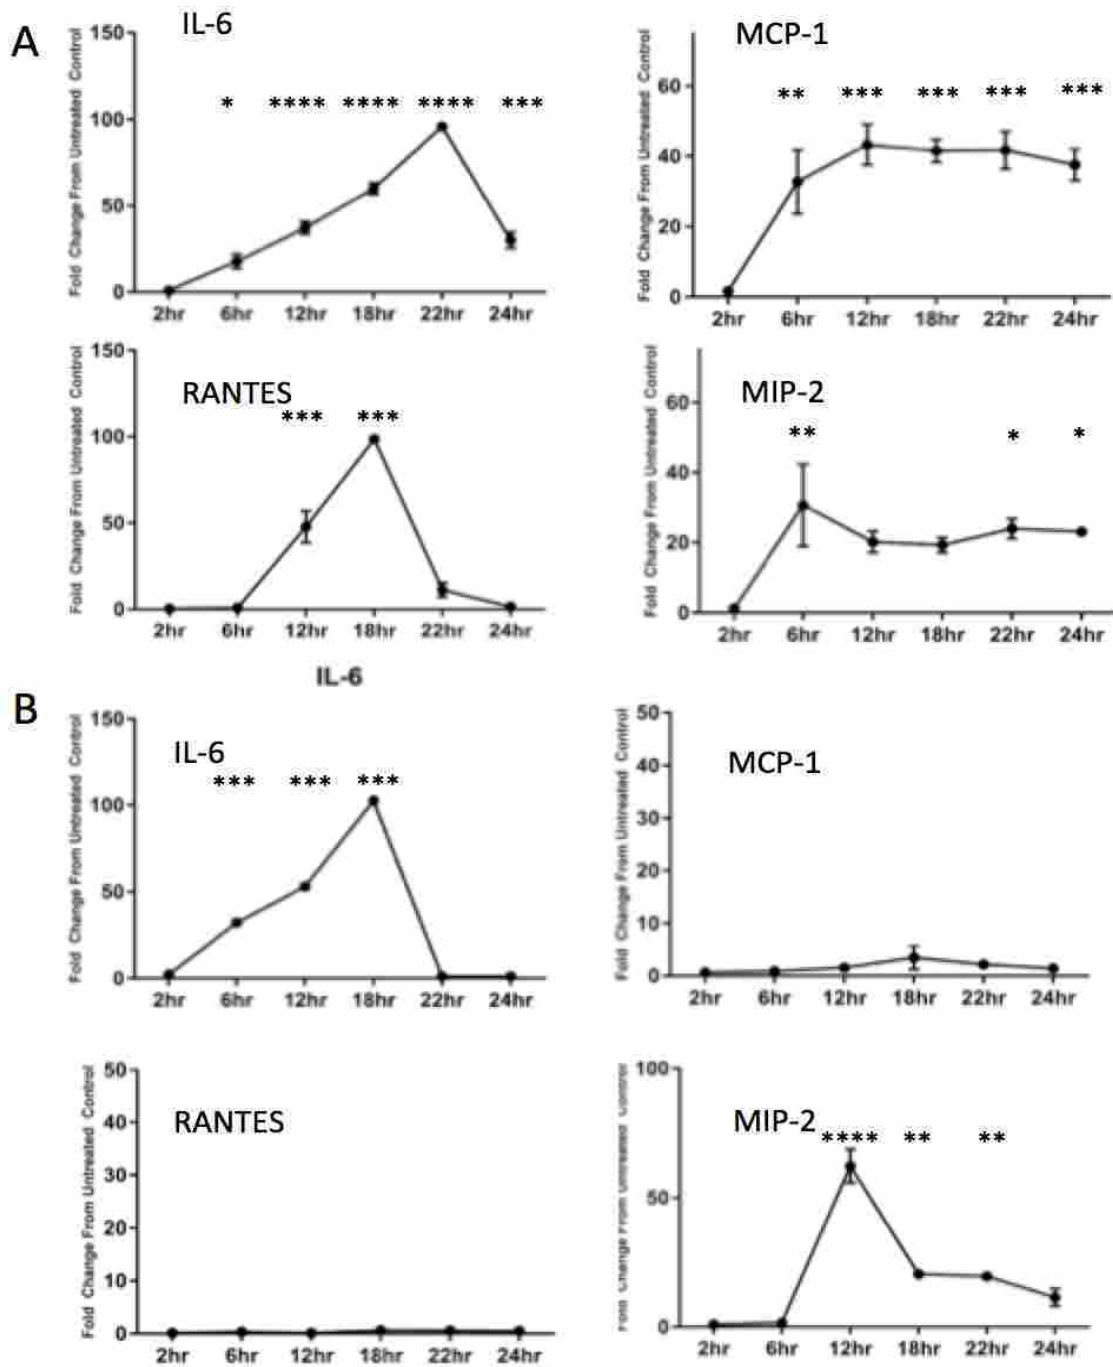 A
IL-6
Fold Change From Untreated Control
150
100
50
0
* **** **** **** ***
2hr 6hr 12hr 18hr 22hr 24hr
MCP-1
Fold Change From Untreated Control
60
40
20
0
** *** *** *** ***
2hr 6hr 12hr 18hr 22hr 24hr
RANTES
Fold Change From Untreated Control
150
100
50
0
*** ***
2hr 6hr 12hr 18hr 22hr 24hr
MIP-2
Fold Change From Untreated Control
60
40
20
0
** * *
2hr 6hr 12hr 18hr 22hr 24hr
IL-6
B
IL-6
Fold Change From Untreated Control
150
100
50
0
*** *** ***
2hr 6hr 12hr 18hr 22hr 24hr
MCP-1
Fold Change From Untreated Control
50
40
30
20
10
0
2hr 6hr 12hr 18hr 22hr 24hr
RANTES
Fold Change From Untreated Control
50
40
30
20
10
0
2hr 6hr 12hr 18hr 22hr 24hr
MIP-2
Fold Change From Untreated Control
100
50
0
**** ** **
2hr 6hr 12hr 18hr 22hr 24hr